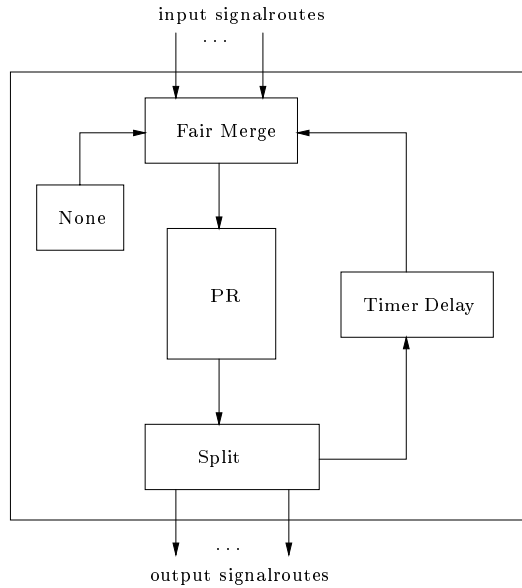 input signalroutes
...
Fair Merge
None
PR
Timer Delay
Split
...
output signalroutes